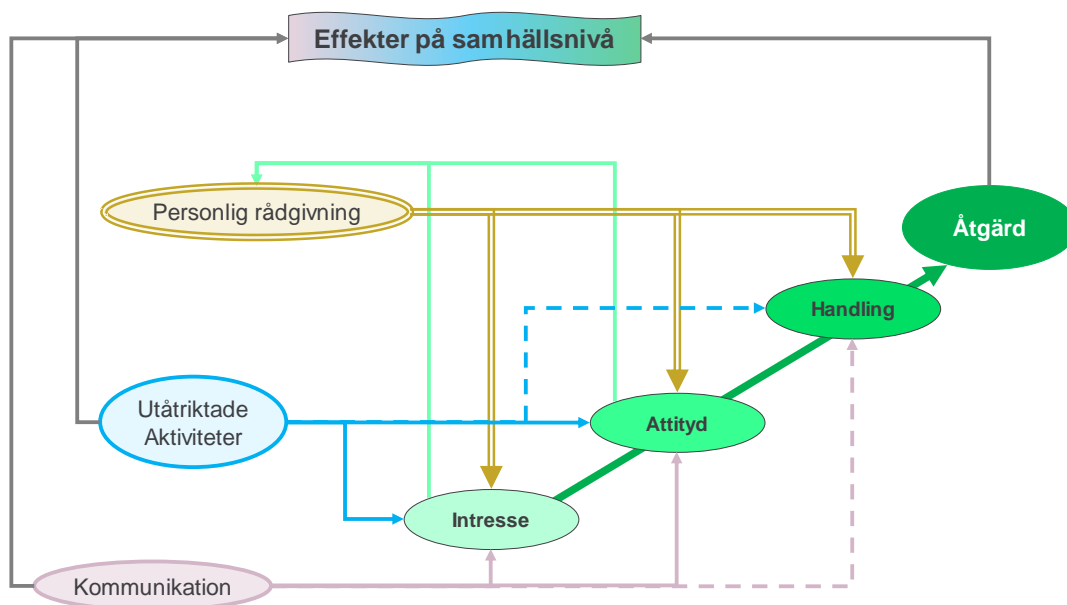 Effekter på samhällsnivå
Personlig rådgivning
Åtgärd
Handling
Utåtriktade
Aktiviteter
Attityd
Intresse
Kommunikation